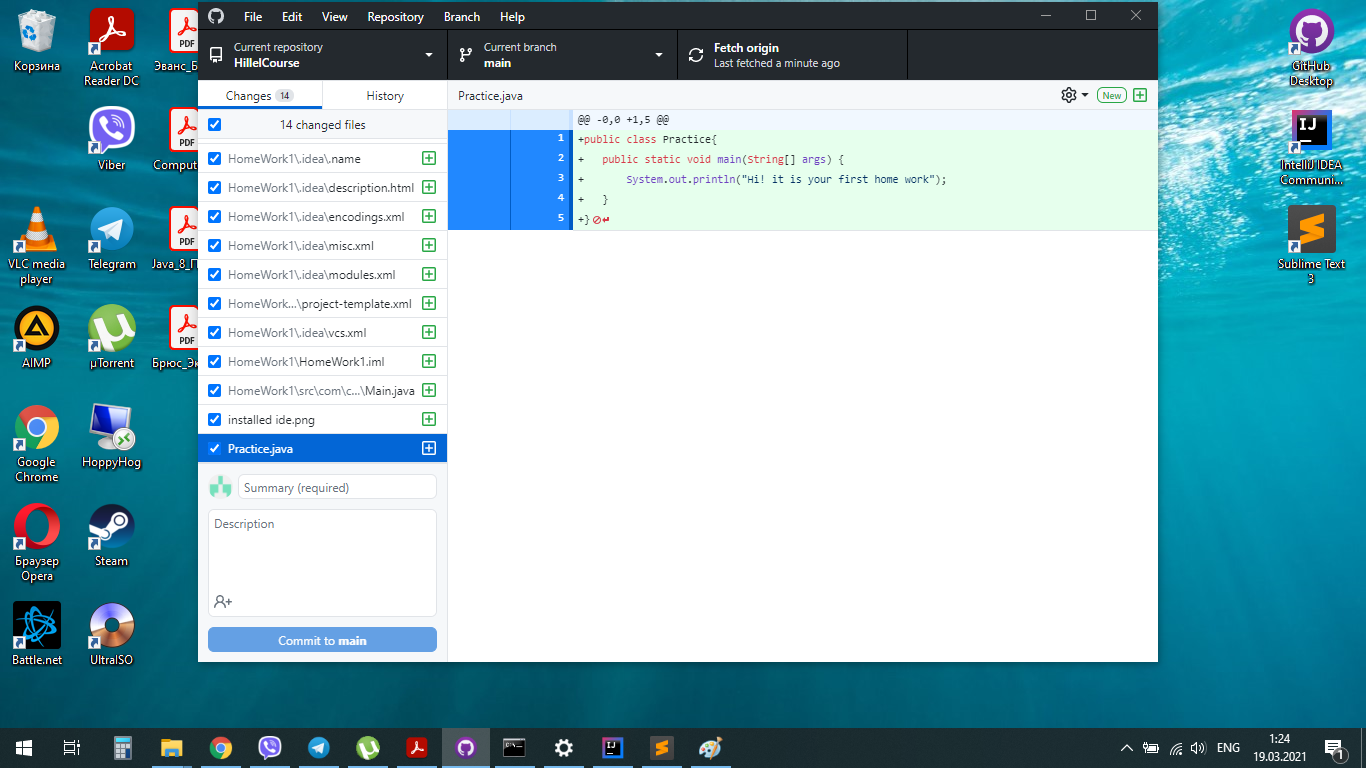 File Edit View Repository Branch Help
Current repository
HillelCourse
Current branch
main
Fetch origin
Last fetched a minute ago
Changes 14
History
Practice.java
New
14 changed files
HomeWork1\.idea\.name
HomeWork1\.idea\description.html
HomeWork1\.idea\encodings.xml
HomeWork1\.idea\misc.xml
HomeWork1\.idea\modules.xml
HomeWork...\project-template.xml
HomeWork1\.idea\vcs.xml
HomeWork1\HomeWork1.iml
HomeWork1\src\com\c...\Main.java
installed ide.png
Practice.java
Summary (required)
Description
Commit to main
@@ -0,0 +1,5 @@
1 +public class Practice{
2 + public static void main(String[] args) {
3 + System.out.println("Hi! it is your first home work");
4 + }
5 +}
Корзина
Acrobat
Reader DC
PDF
Эванс_Б
Viber
PDF
Comput
VLC media
player
Telegram
PDF
Java_8_П
AIMP
µTorrent
PDF
Брюс_Эк
Google
Chrome
HoppyHog
Браузер
Opera
Steam
Battle.net
UltraISO
GitHub
Desktop
IJ
IntelliJ IDEA
Communi...
Sublime Text
3
IJ
ENG
1:24
19.03.2021
1